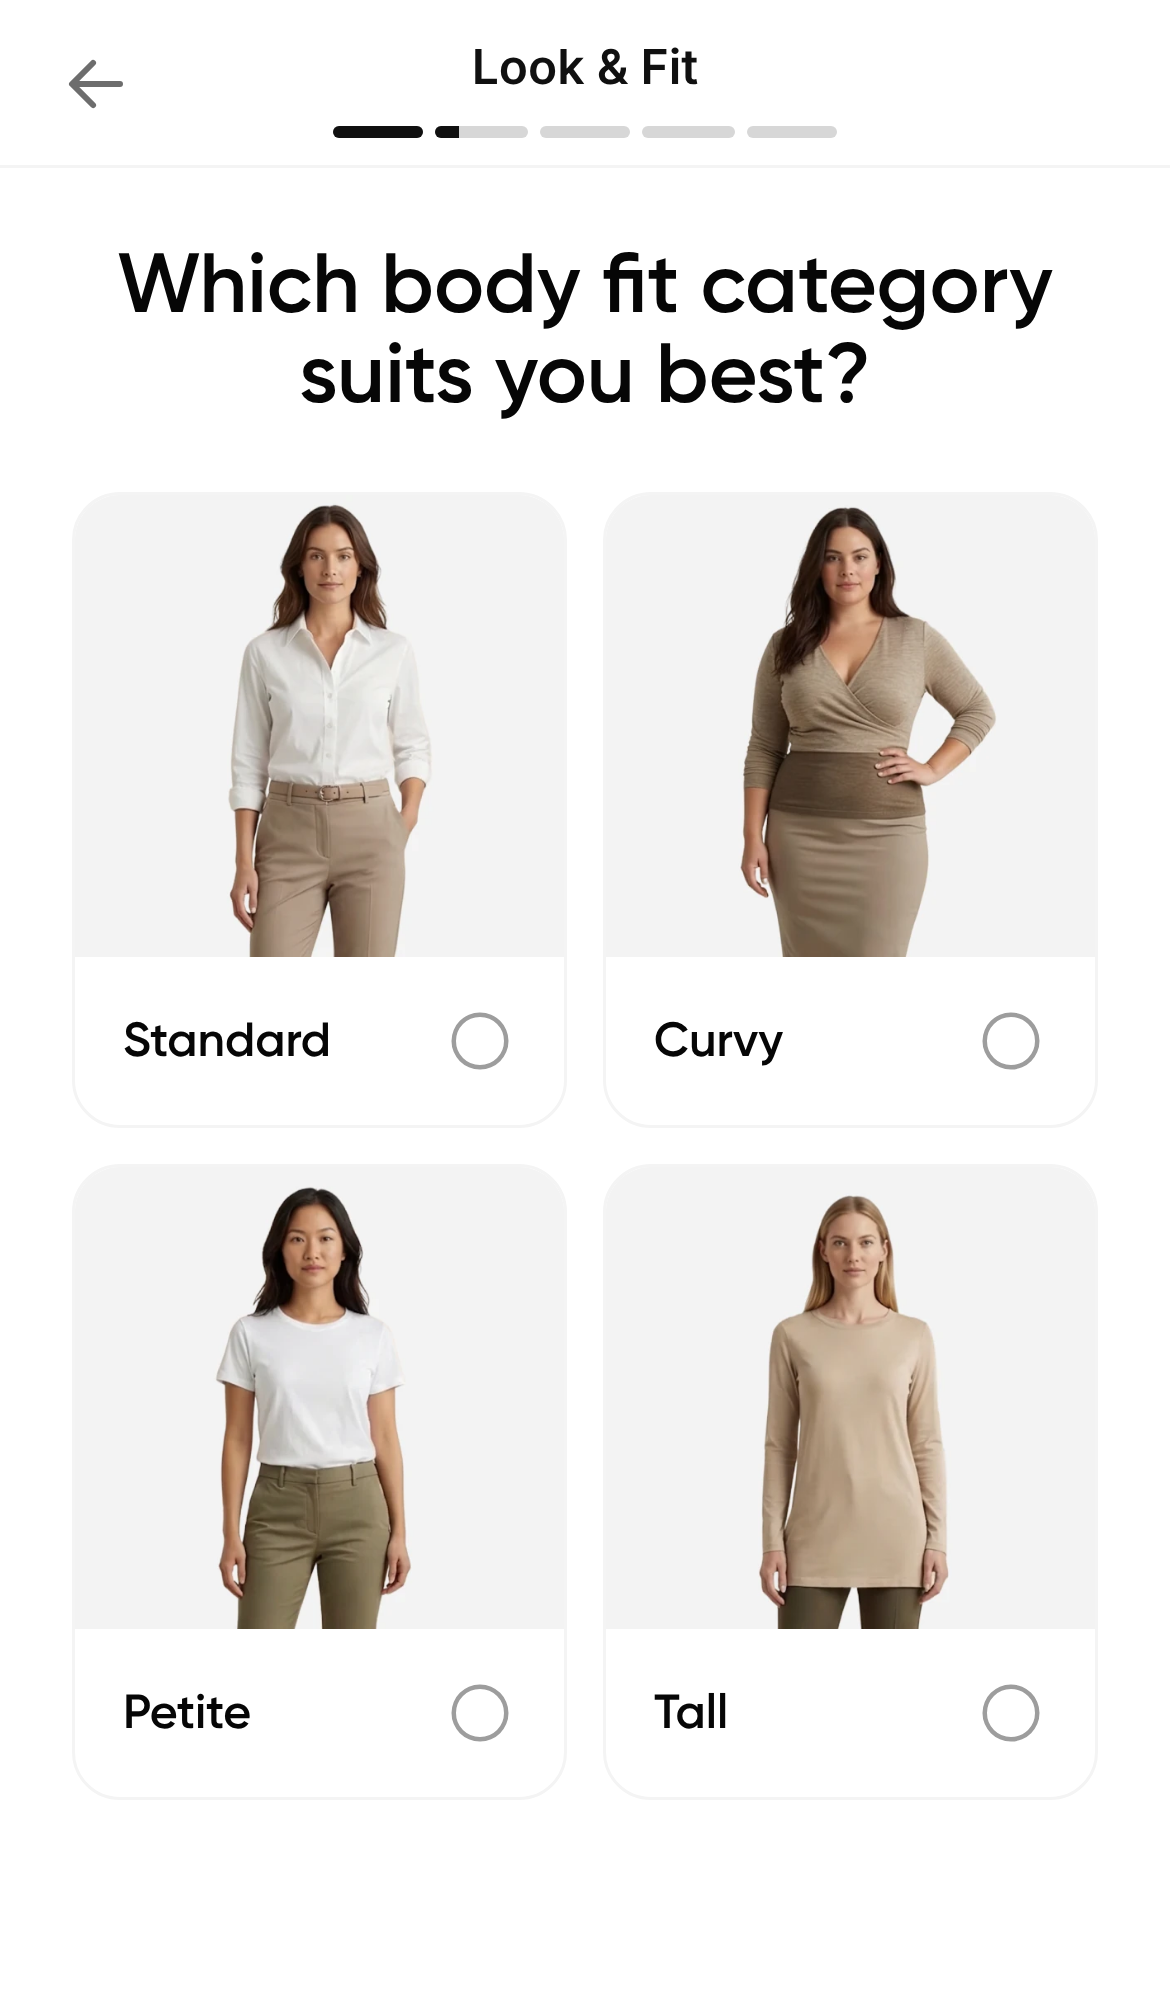 Look & Fit
Which body fit category
suits you best?
Standard
Curvy
Petite
Tall